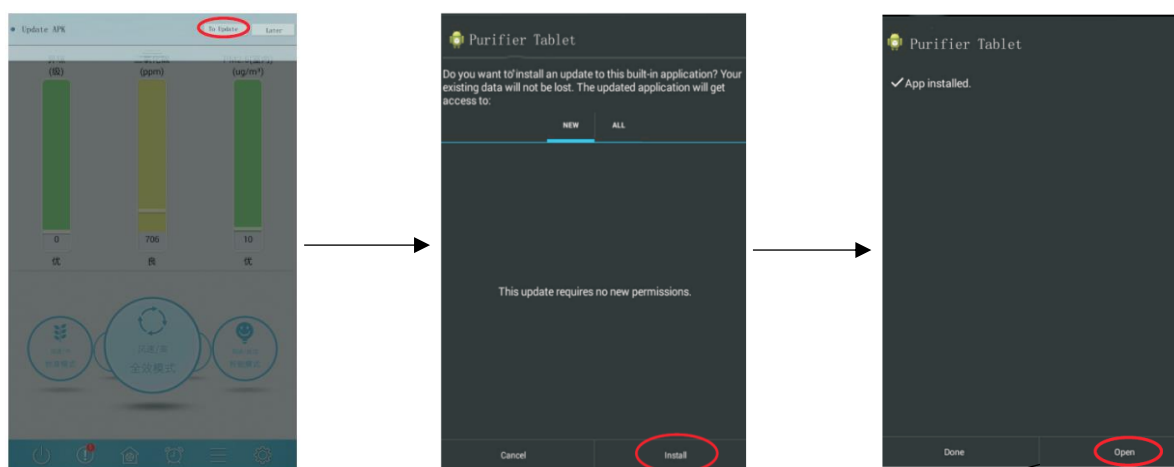 Update APK
To Update
Later
(级)
(ppm)
(ug/m³)
0
706
10
优
良
优
全效模式
Purifier Tablet
Do you want to install an update to this built-in application? Your
existing data will not be lost. The updated application will get
access to:
NEW
ALL
This update requires no new permissions.
Cancel
Install
Purifier Tablet
App installed.
Done
Open